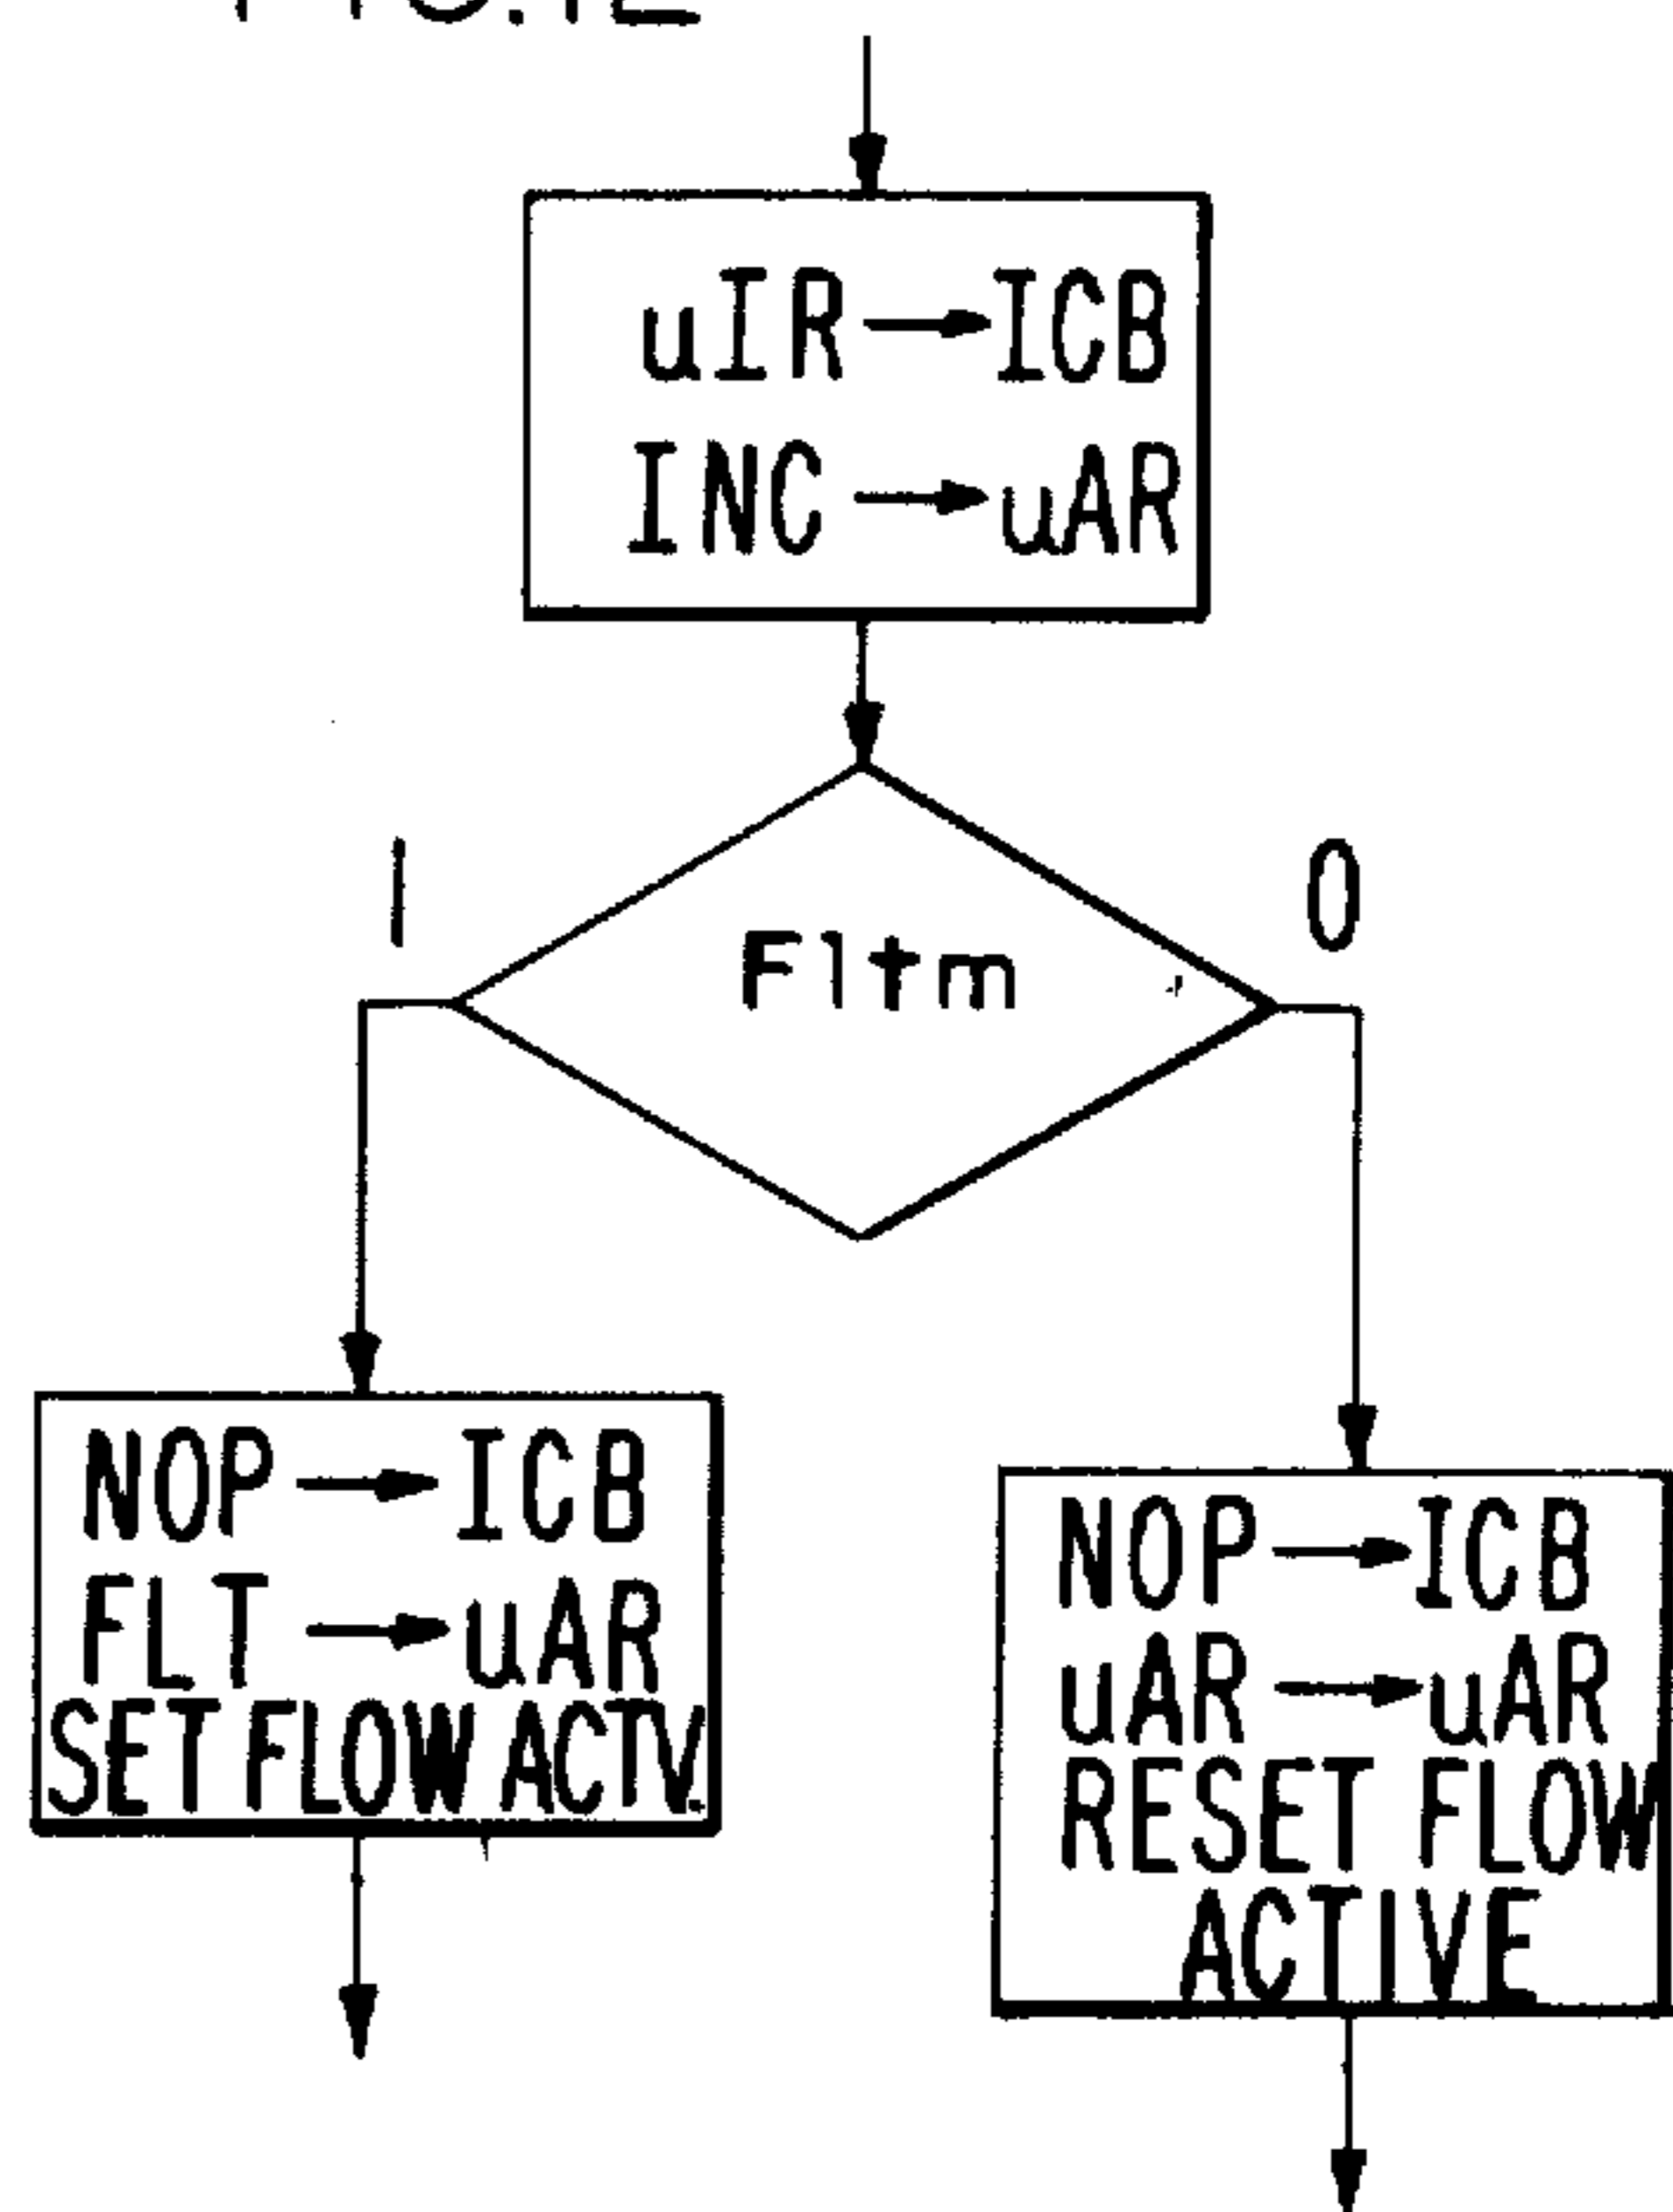 uIR→ICB
INC→uAR
1
0
Fltm
NOP→ICB
FLT→uAR
SET FLOW ACTV.
NOP→ICB
uAR→uAR
RESET FLOW
ACTIVE